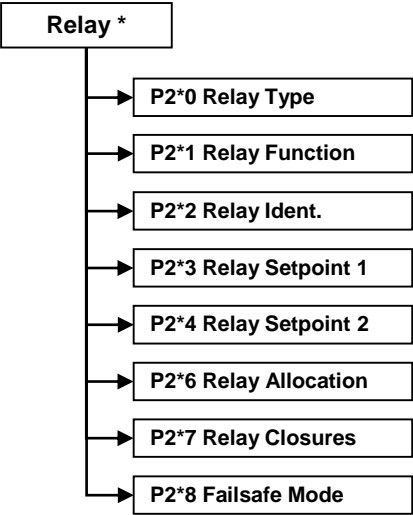 Relay *
P2*0 Relay Type
P2*1 Relay Function
P2*2 Relay Ident.
P2*3 Relay Setpoint 1
P2*4 Relay Setpoint 2
P2*6 Relay Allocation
P2*7 Relay Closures
P2*8 Failsafe Mode